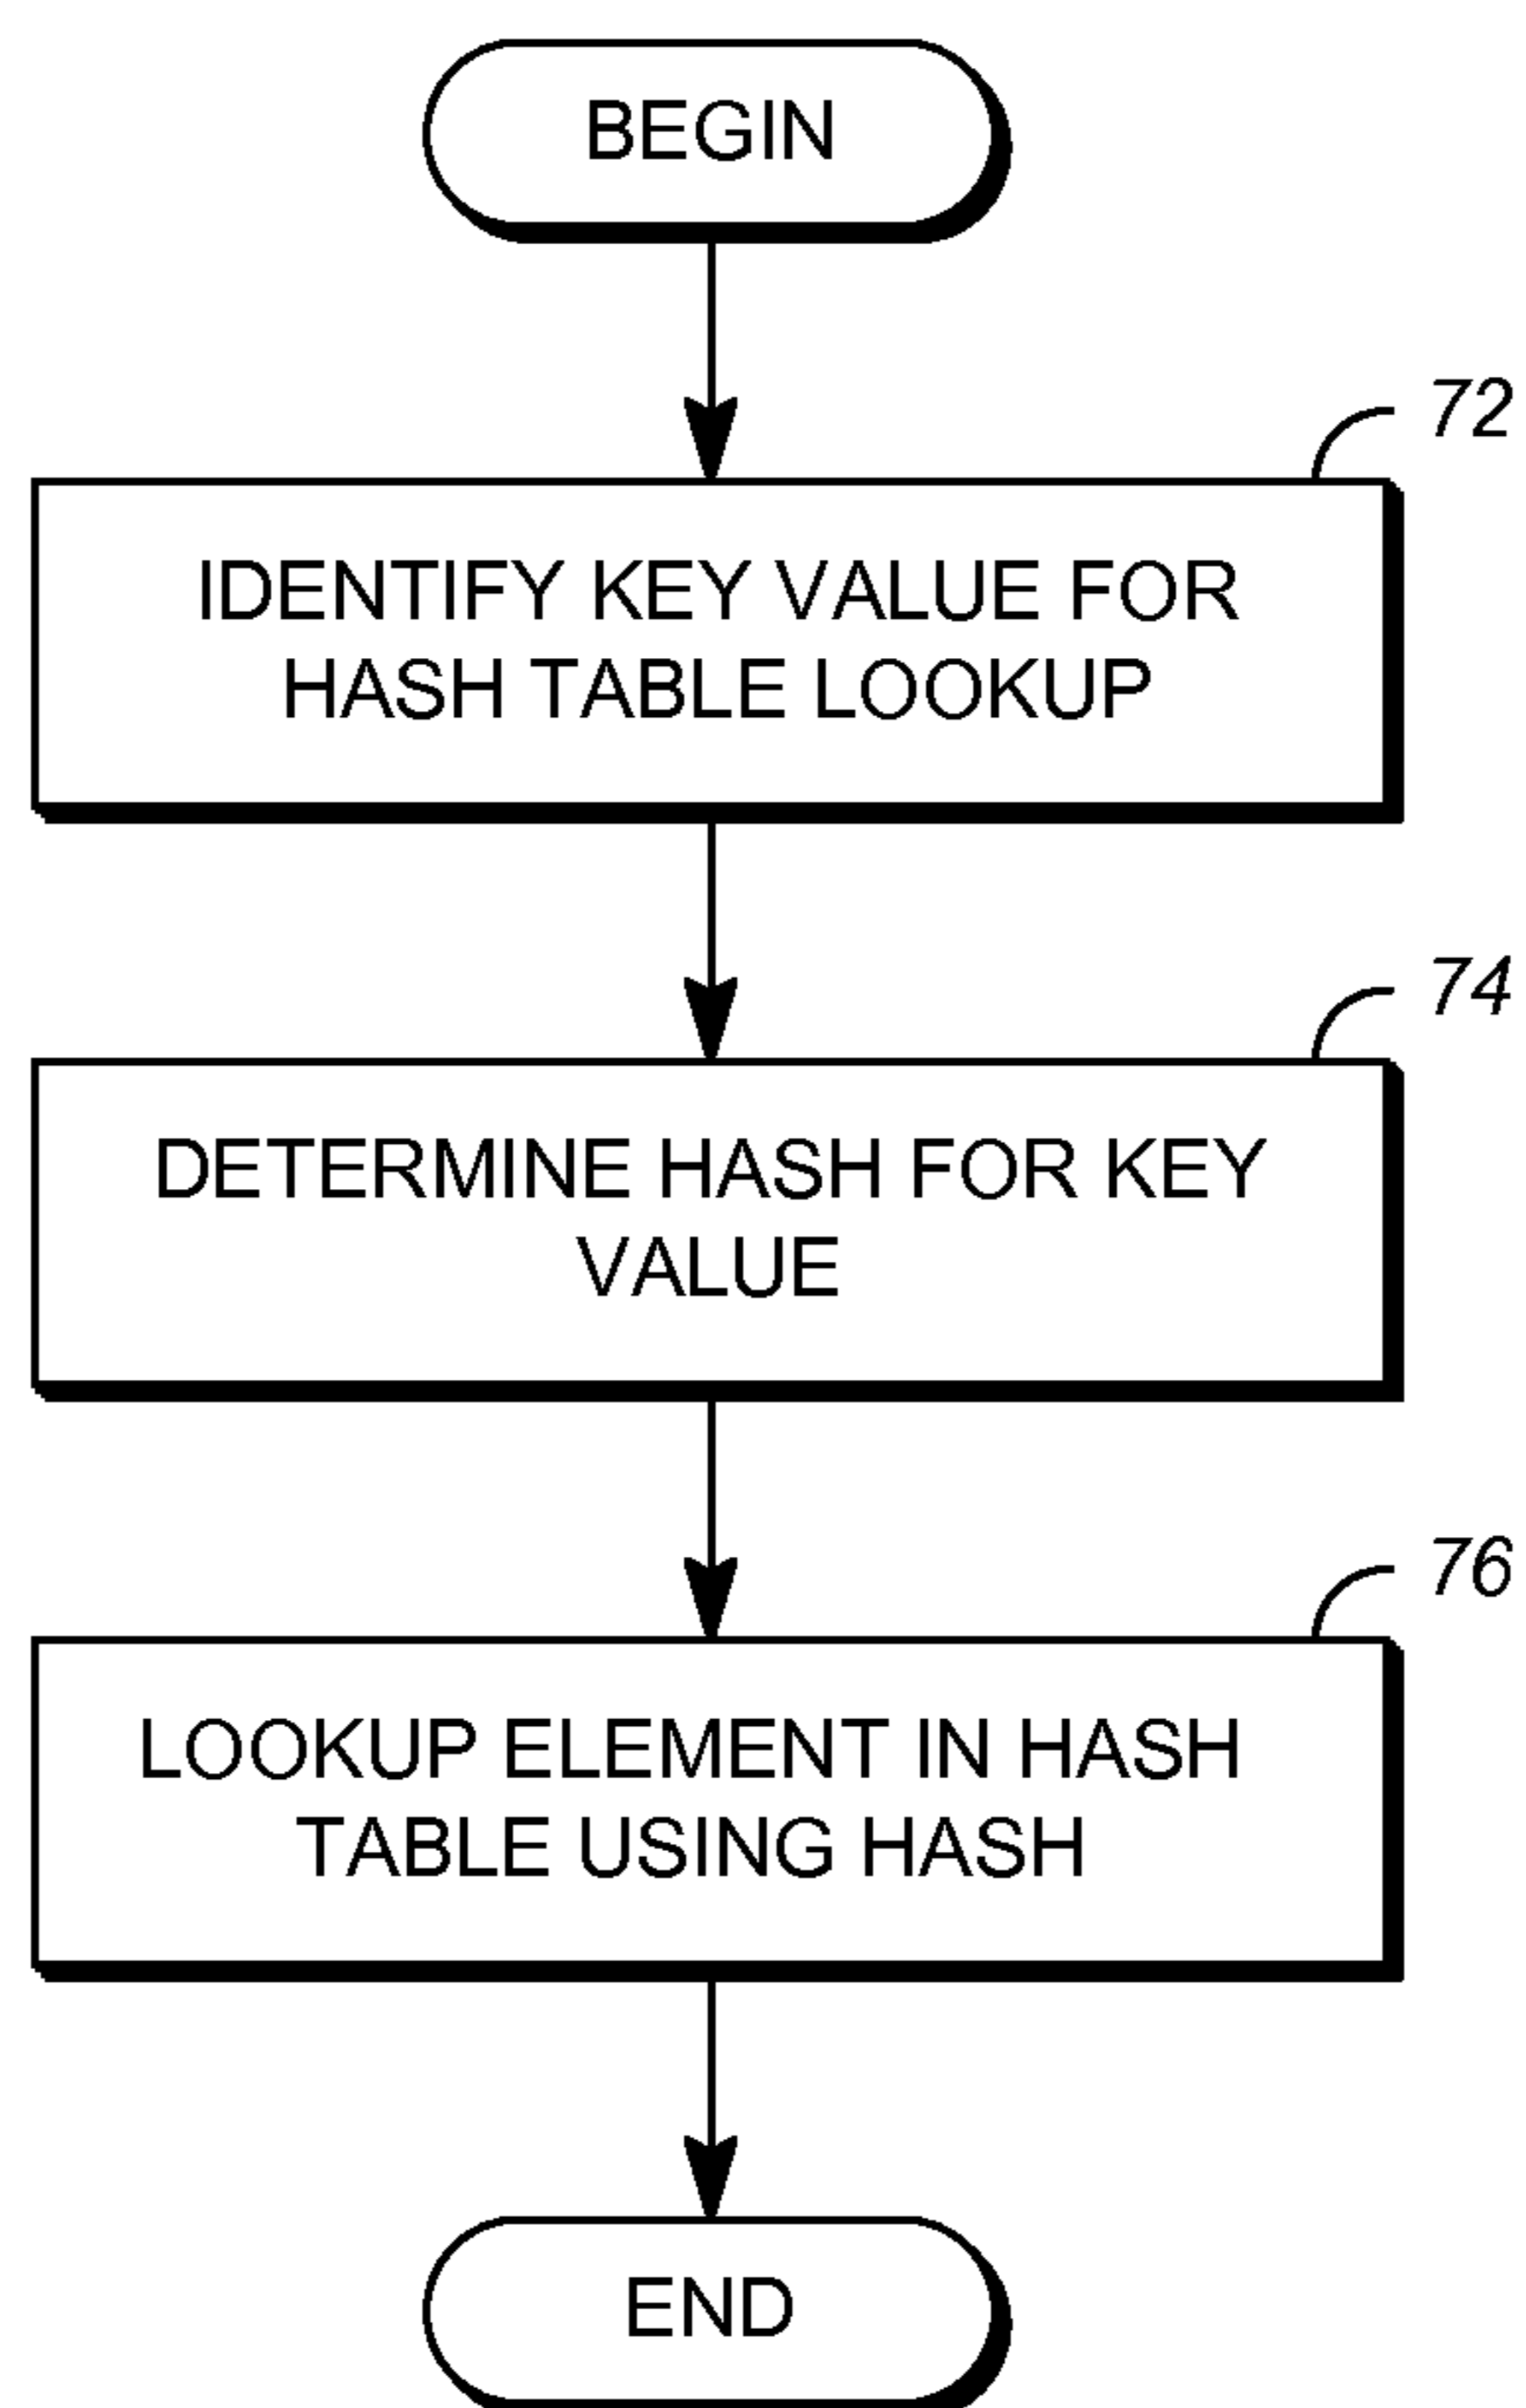 BEGIN
72
IDENTIFY KEY VALUE FOR
HASH TABLE LOOKUP
74
DETERMINE HASH FOR KEY
VALUE
76
LOOKUP ELEMENT IN HASH
TABLE USING HASH
END